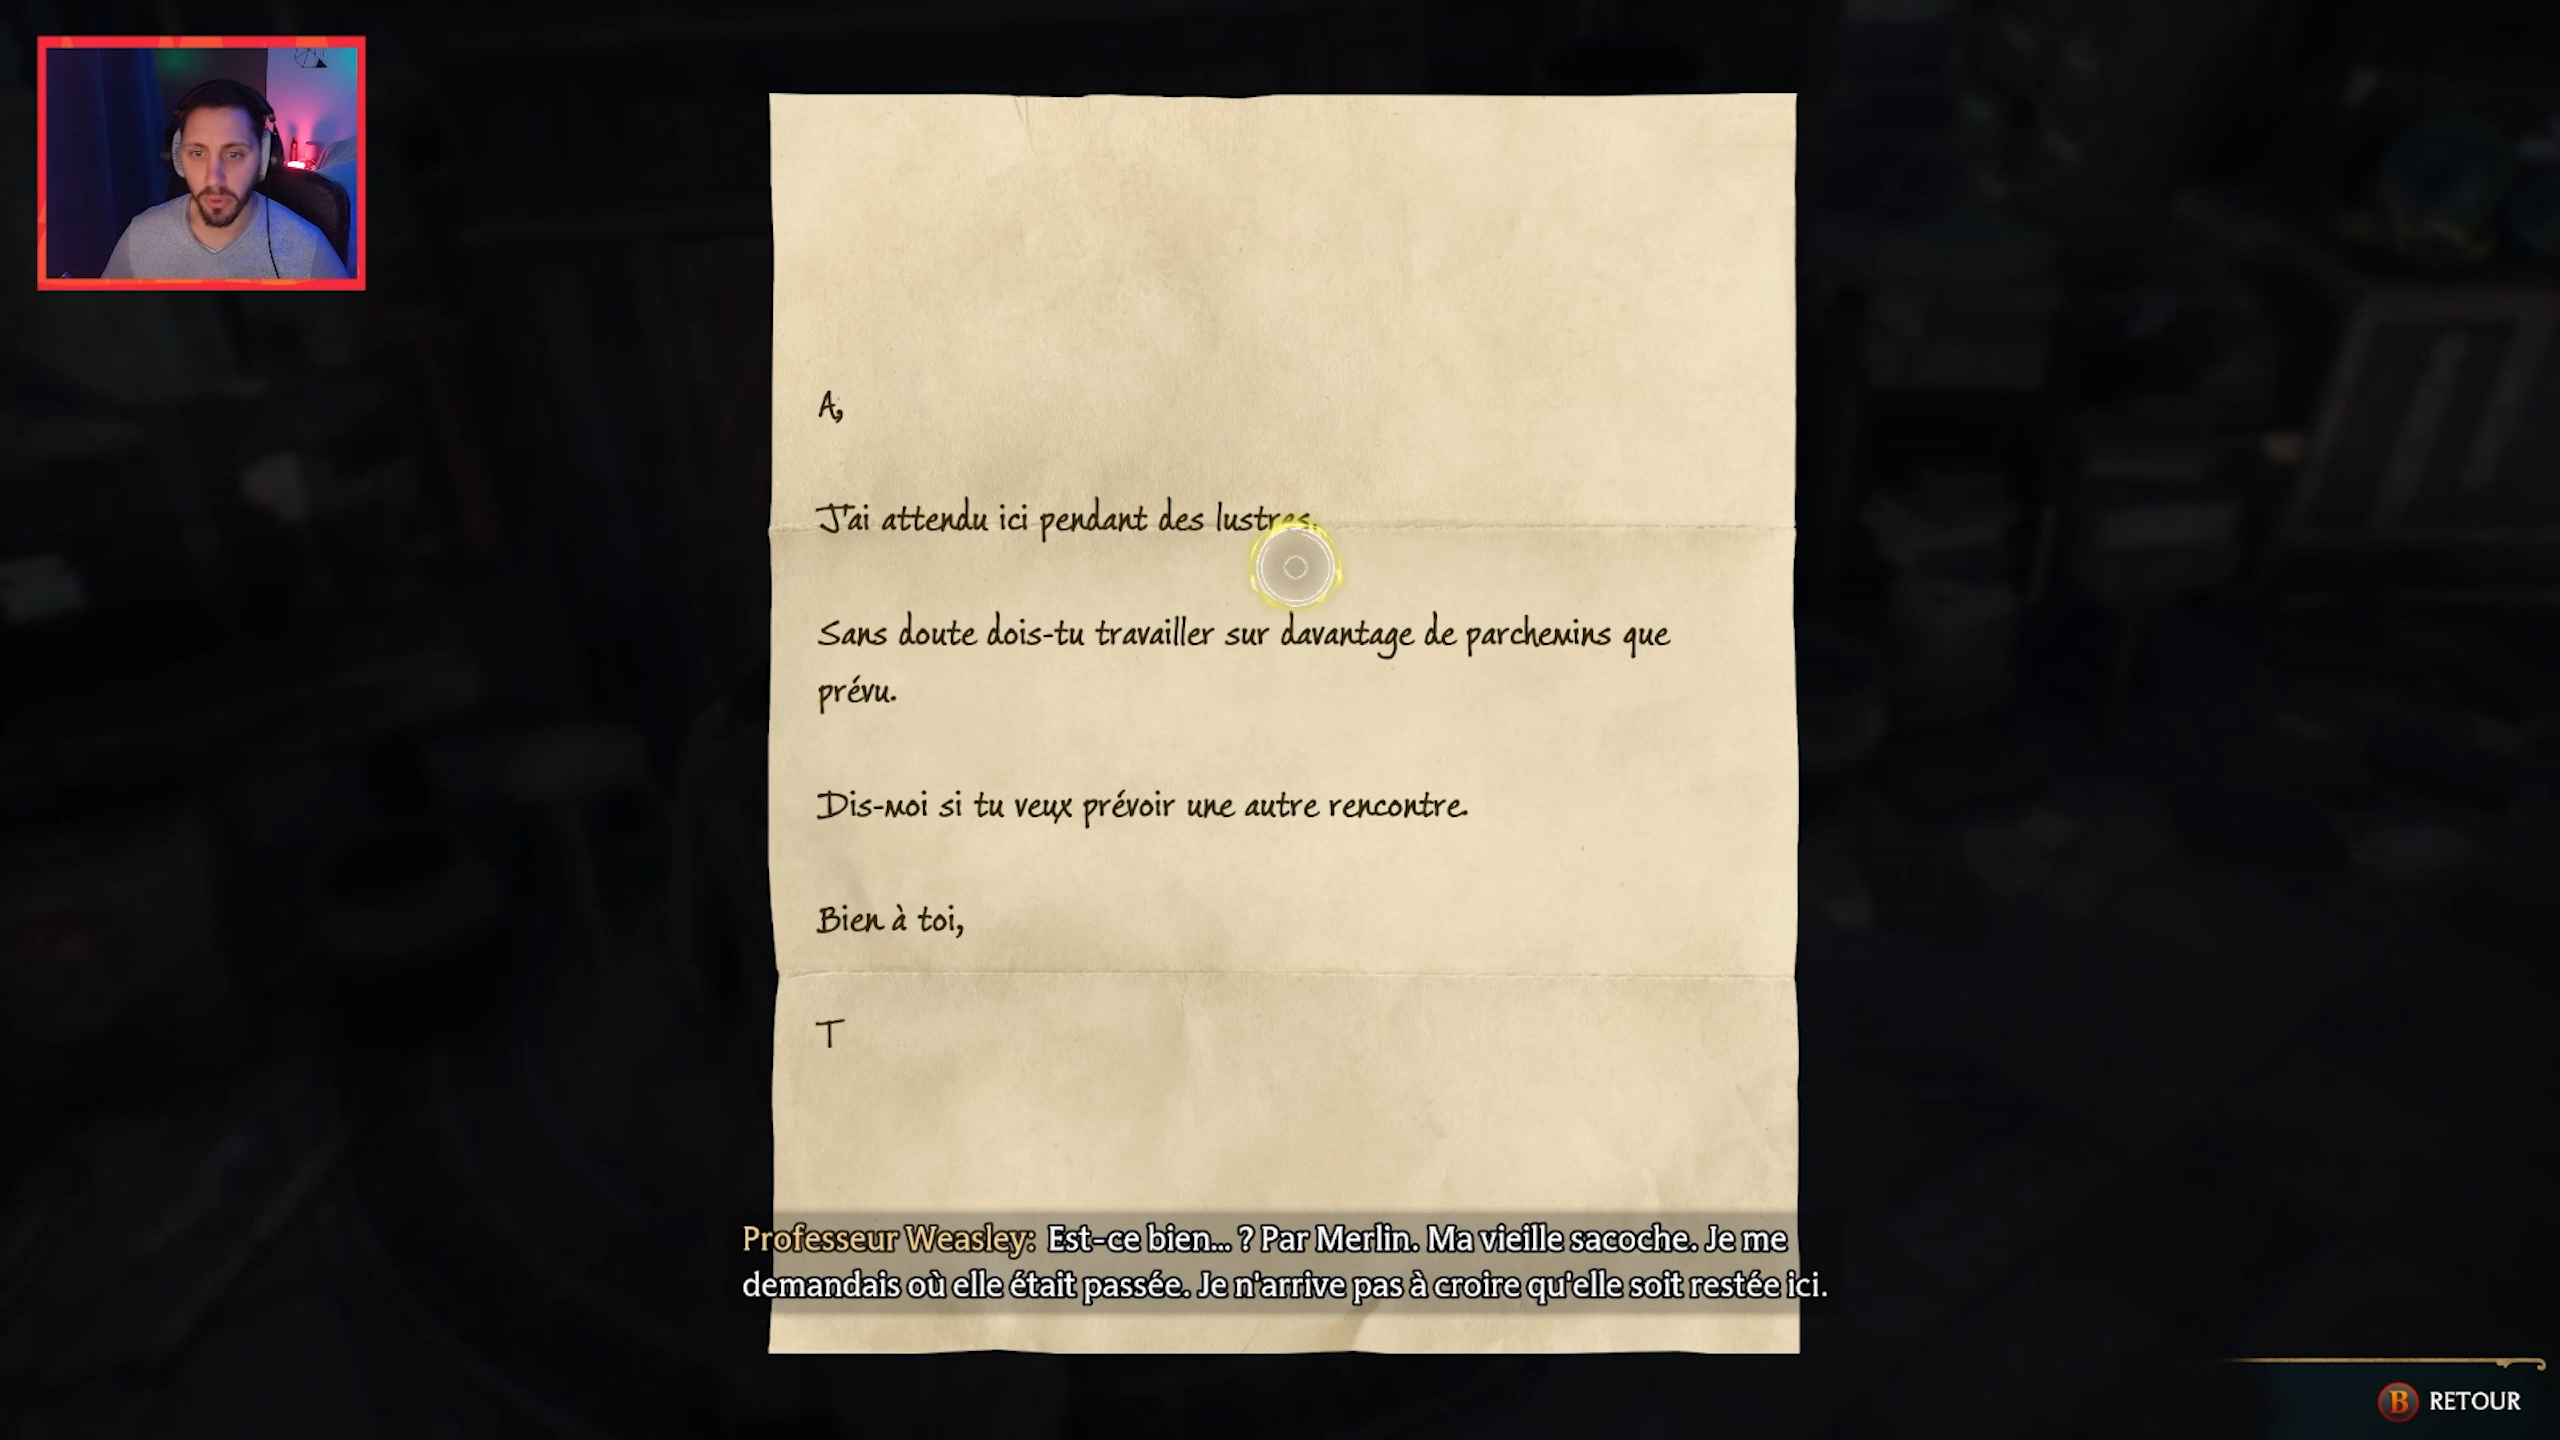 A,
J'ai attendu ici pendant des lustres.
Sans doute dois-tu travailler sur davantage de parchemins que
prévu.
Dis-moi si tu veux prévoir une autre rencontre.
Bien à toi,
T
Professeur Weasley: Est-ce bien... ? Par Merlin. Ma vieille sacoche. Je me
demandais où elle était passée. Je n'arrive pas à croire qu'elle soit restée ici.
B RETOUR